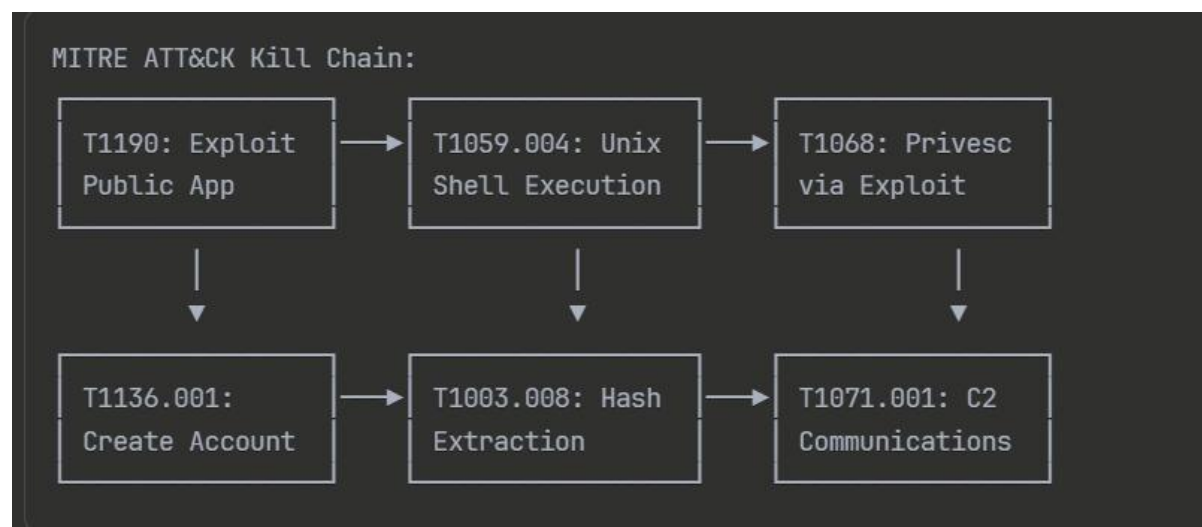 MITRE ATT&CK Kill Chain:
T1190: Exploit
Public App
T1059.004: Unix
Shell Execution
T1068: Privesc
via Exploit
T1136.001:
Create Account
T1003.008: Hash
Extraction
T1071.001: C2
Communications